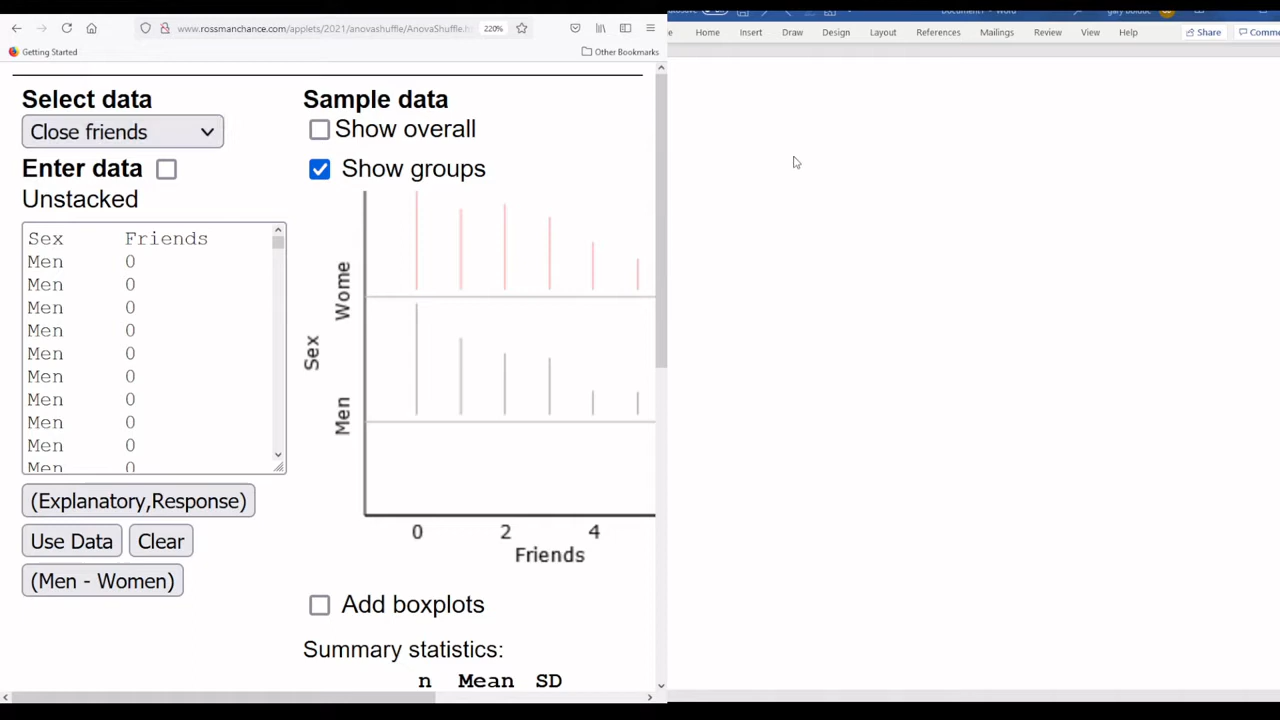 www.rossmanchance.com/applets/2021/anovashuffle/AnovaShuffle.h
220%
Getting Started
Other Bookmarks
Select data
Close friends
Enter data
Unstacked
Sex Friends
Men 0
Men 0
Men 0
Men 0
Men 0
Men 0
Men 0
Men 0
Men 0
Men 0
(Explanatory,Response)
Use Data Clear
(Men - Women)
Sample data
Show overall
Show groups
Wome
Sex
Men
0 2 4
Friends
Add boxplots
Summary statistics:
n Mean SD
Word
Home Insert Draw Design Layout References Mailings Review View Help Share Comme